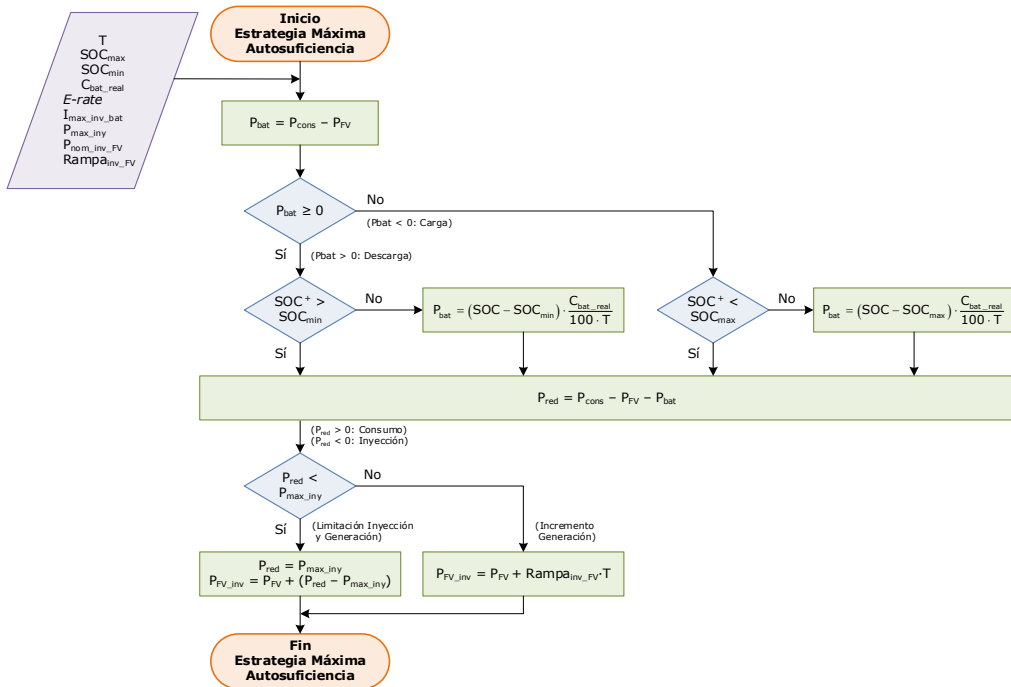 Inicio
Estrategia Máxima
Autosuficiencia
T
SOCmax
SOCmin
Cbat_real
E-rate
Imax_inv_bat
Pmax_iny
Pnom_inv_FV
Rampainv_FV
Pbat = Pcons – PFV
Pbat ≥ 0
No
(Pbat < 0: Carga)
Sí
(Pbat > 0: Descarga)
SOC+ >
SOCmin
No
Pbat = (SOC – SOCmin) · Cbat_real / 100 · T
Sí
SOC+ <
SOCmax
No
Pbat = (SOC – SOCmax) · Cbat_real / 100 · T
Sí
Pred = Pcons – PFV – Pbat
(Pred > 0: Consumo)
(Pred < 0: Inyección)
Pred <
Pmax_iny
No
Sí
(Limitación Inyección
y Generación)
(Incremento
Generación)
Pred = Pmax_iny
PFV_inv = PFV + (Pred – Pmax_iny)
PFV_inv = PFV + Rampainv_FV·T
Fin
Estrategia Máxima
Autosuficiencia